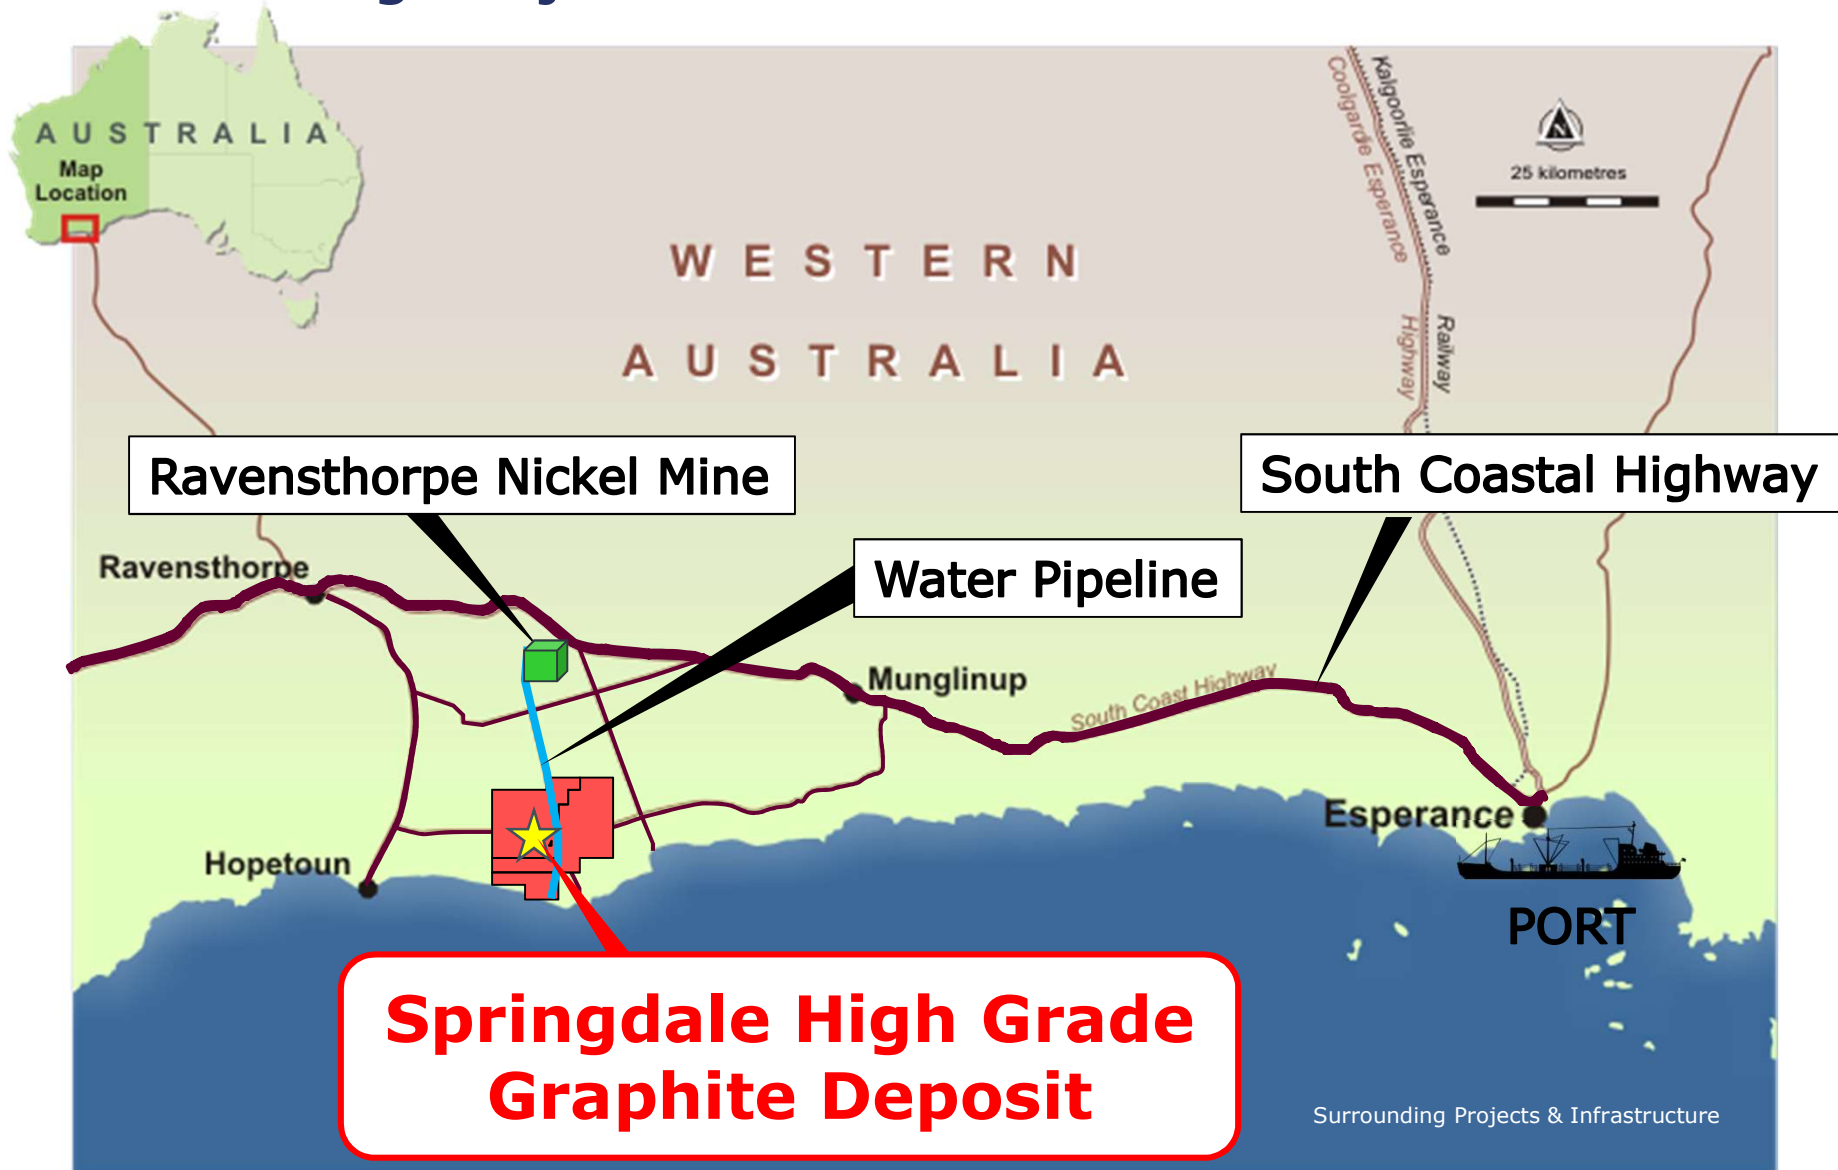 AUSTRALIA
Map
Location
Kalgoorlie Esperance
Coolgardie Esperance
N
25 kilometres
WESTERN
AUSTRALIA
Highway
Railway
Ravensthorpe Nickel Mine
South Coastal Highway
Ravensthorpe
Water Pipeline
Munglinup
South Coast Highway
Esperance
Hopetoun
PORT
Springdale High Grade
Graphite Deposit
Surrounding Projects & Infrastructure